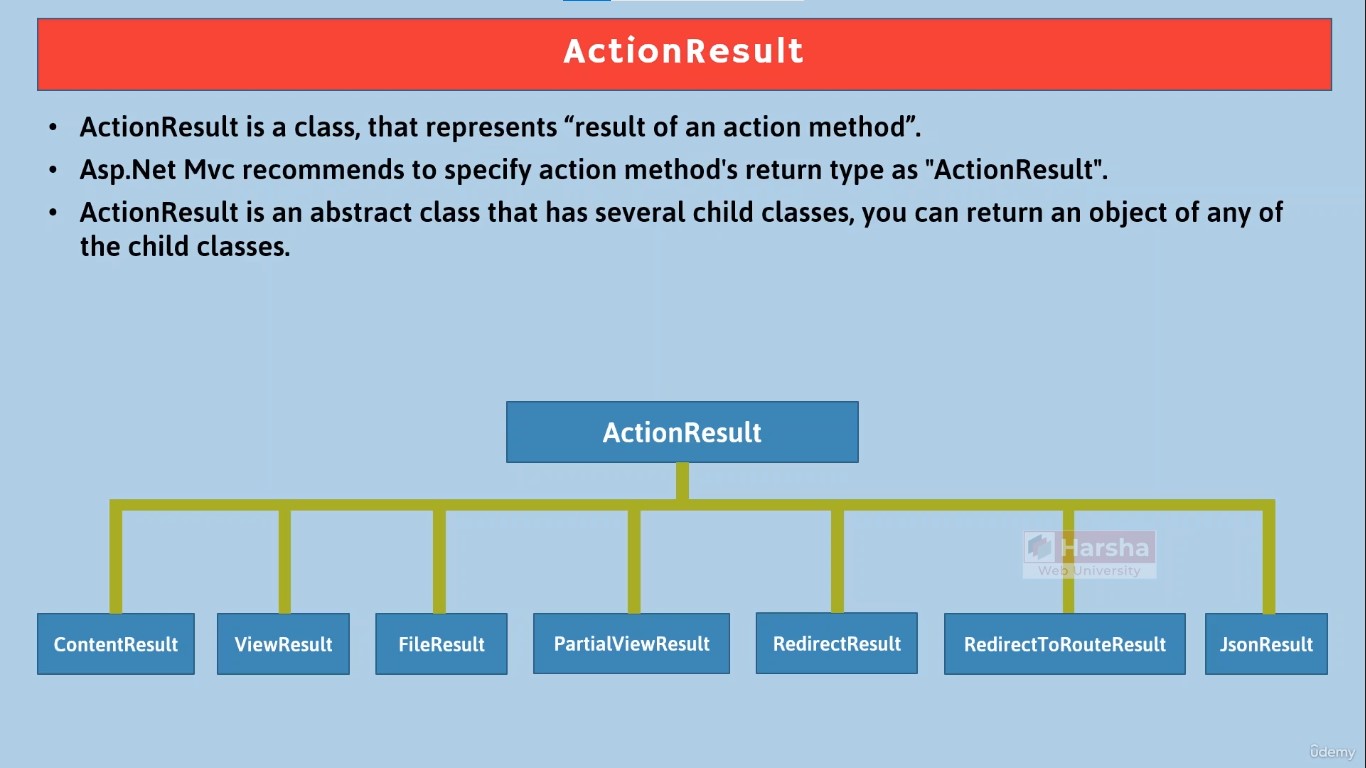 ActionResult
• ActionResult is a class, that represents “result of an action method”.
• Asp.Net Mvc recommends to specify action method's return type as "ActionResult".
• ActionResult is an abstract class that has several child classes, you can return an object of any of
the child classes.
ActionResult
Harsha
Web University
ContentResult
ViewResult
FileResult
PartialViewResult
RedirectResult
RedirectToRouteResult
JsonResult
ûdemy